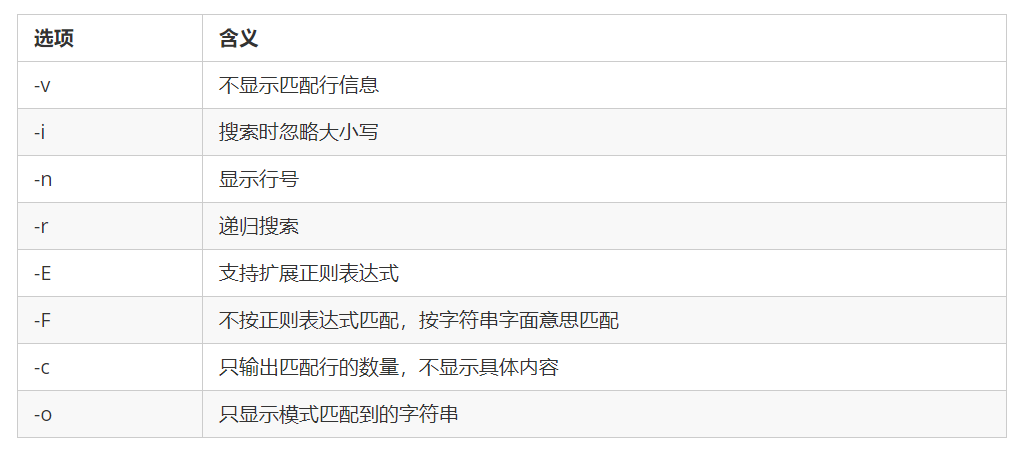 选项 含义
-v 不显示匹配行信息
-i 搜索时忽略大小写
-n 显示行号
-r 递归搜索
-E 支持扩展正则表达式
-F 不按正则表达式匹配，按字符串字面意思匹配
-c 只输出匹配行的数量，不显示具体内容
-o 只显示模式匹配到的字符串